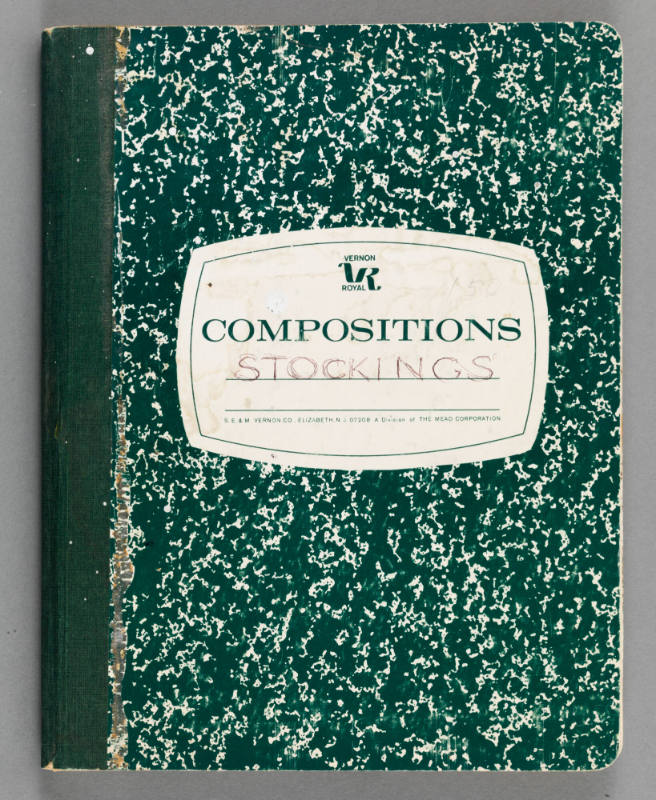 VERNON
VR
ROYAL
COMPOSITIONS
STOCKINGS
S. E. & M. VERNON CO., ELIZABETH, N.J. 07208 A Division of THE MEAD CORPORATION